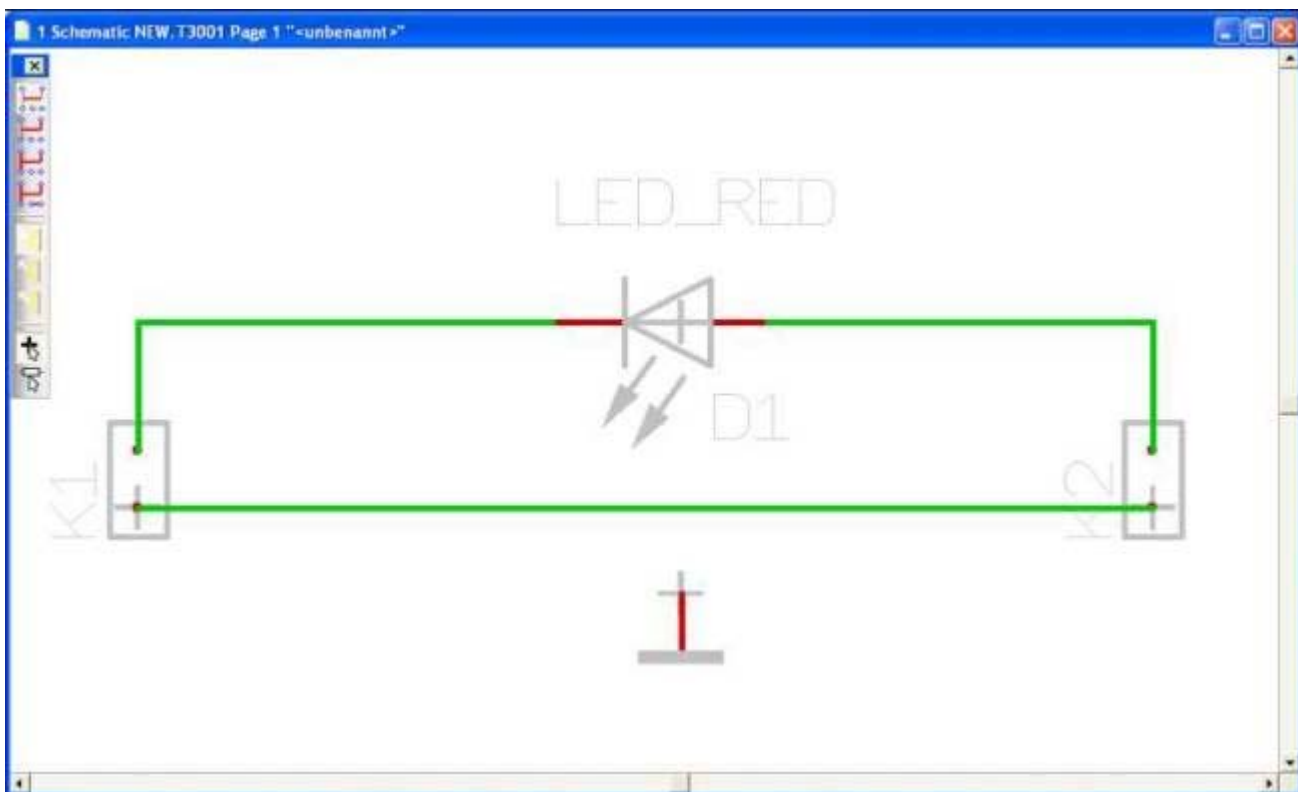 1 Schematic NEW.T3001 Page 1 "<unbenannt>"
LED_RED
D1
K1
K2